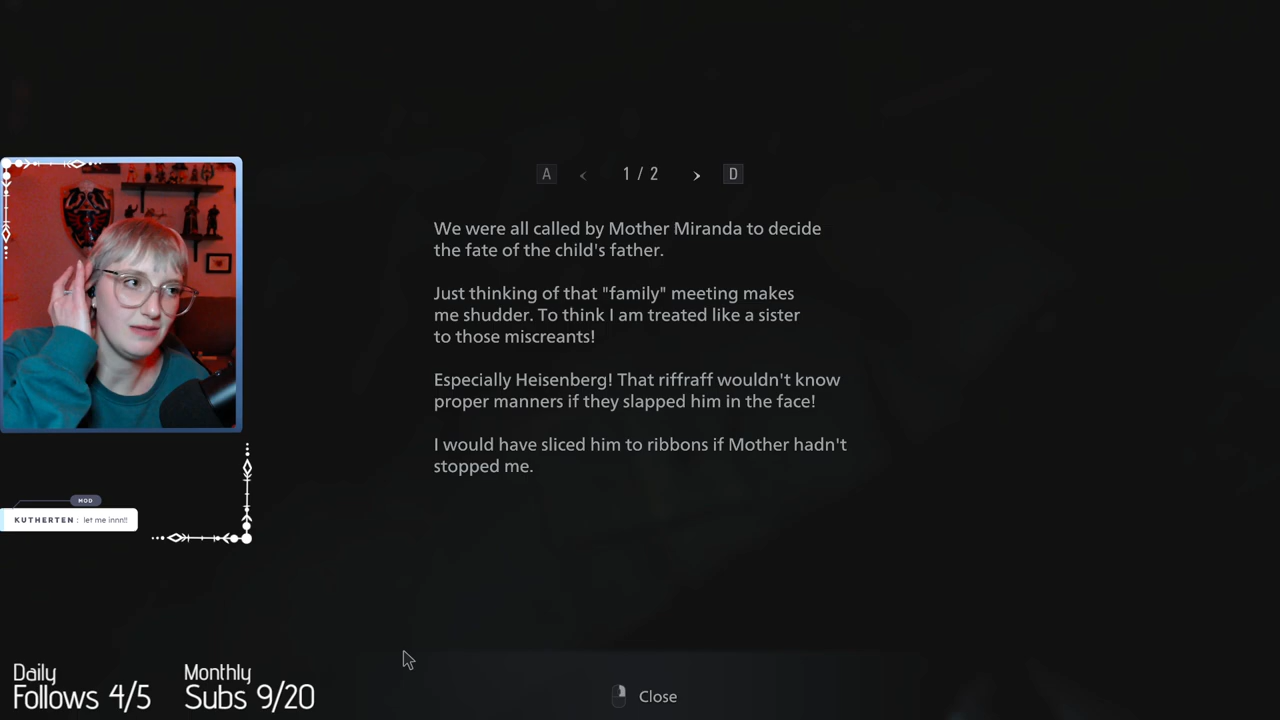 A
1 / 2
D
We were all called by Mother Miranda to decide
the fate of the child's father.
Just thinking of that "family" meeting makes
me shudder. To think I am treated like a sister
to those miscreants!
Especially Heisenberg! That riffraff wouldn't know
proper manners if they slapped him in the face!
I would have sliced him to ribbons if Mother hadn't
stopped me.
MOD
KUTHERTEN : let me innn!!
Daily
Follows 4/5
Monthly
Subs 9/20
Close